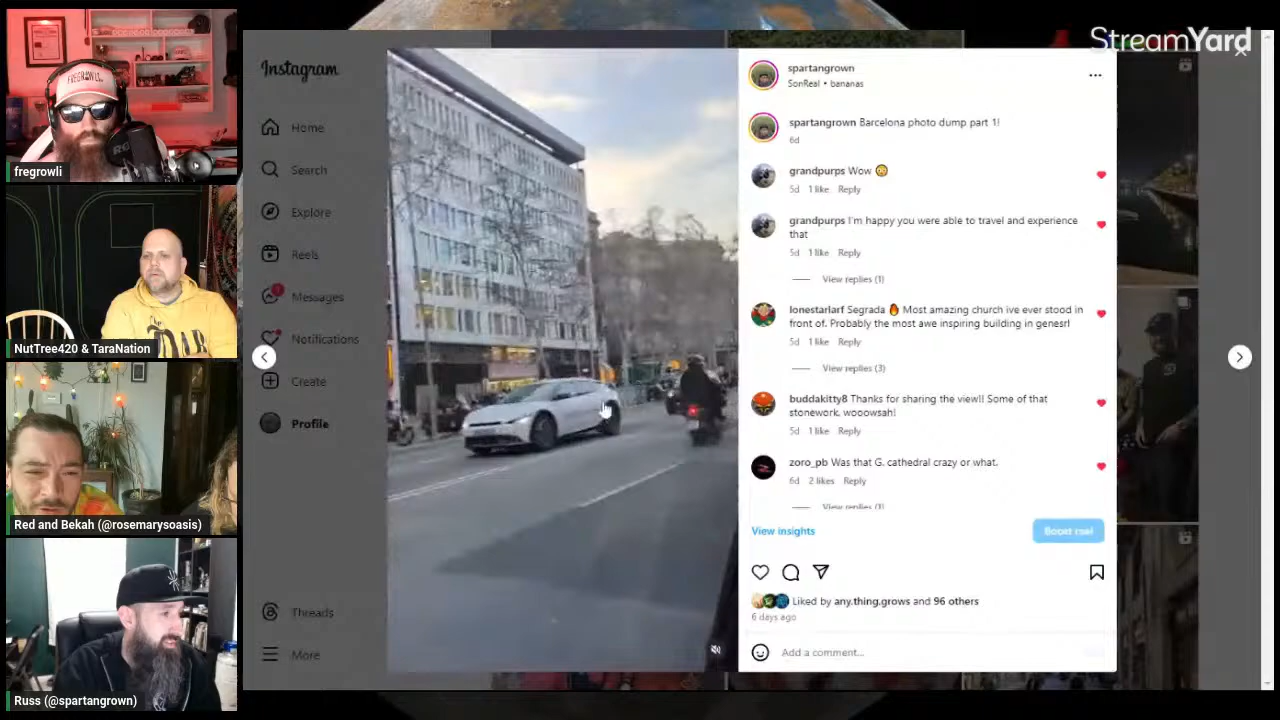 FREGROWLI
fregrowli
NutTree420 & TaraNation
Red and Bekah (@rosemarysoasis)
Russ (@spartangrown)
StreamYard
Instagram
Home
Search
Explore
Reels
Messages
Notifications
Create
Profile
Threads
More
spartangrown
SonReal • bananas
spartangrown Barcelona photo dump part 1!
6d
grandpurps Wow 😳
5d 1 like Reply
grandpurps I'm happy you were able to travel and experience
that
5d 1 like Reply
View replies (1)
lonestarlarf Segrada 🔥 Most amazing church ive ever stood in
front of. Probably the most awe inspiring building in genesrl
5d 1 like Reply
View replies (3)
buddakitty8 Thanks for sharing the view!! Some of that
stonework, wooowsah!
5d 1 like Reply
zoro_pb Was that G. cathedral crazy or what.
6d 2 likes Reply
View replies (1)
View insights
Boost reel
Liked by any.thing.grows and 96 others
6 days ago
Add a comment...